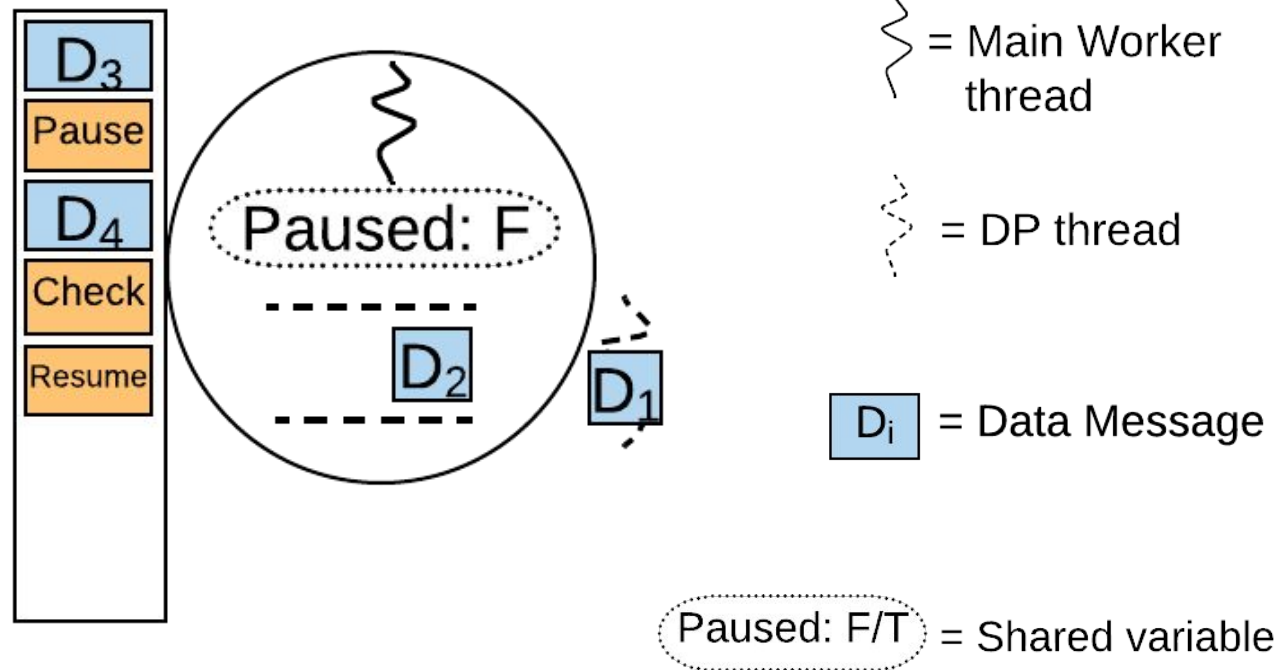 D₃
Pause
D₄
Check
Resume
Paused: F
D₂
D₁
= Main Worker
thread
= DP thread
Dᵢ = Data Message
Paused: F/T = Shared variable